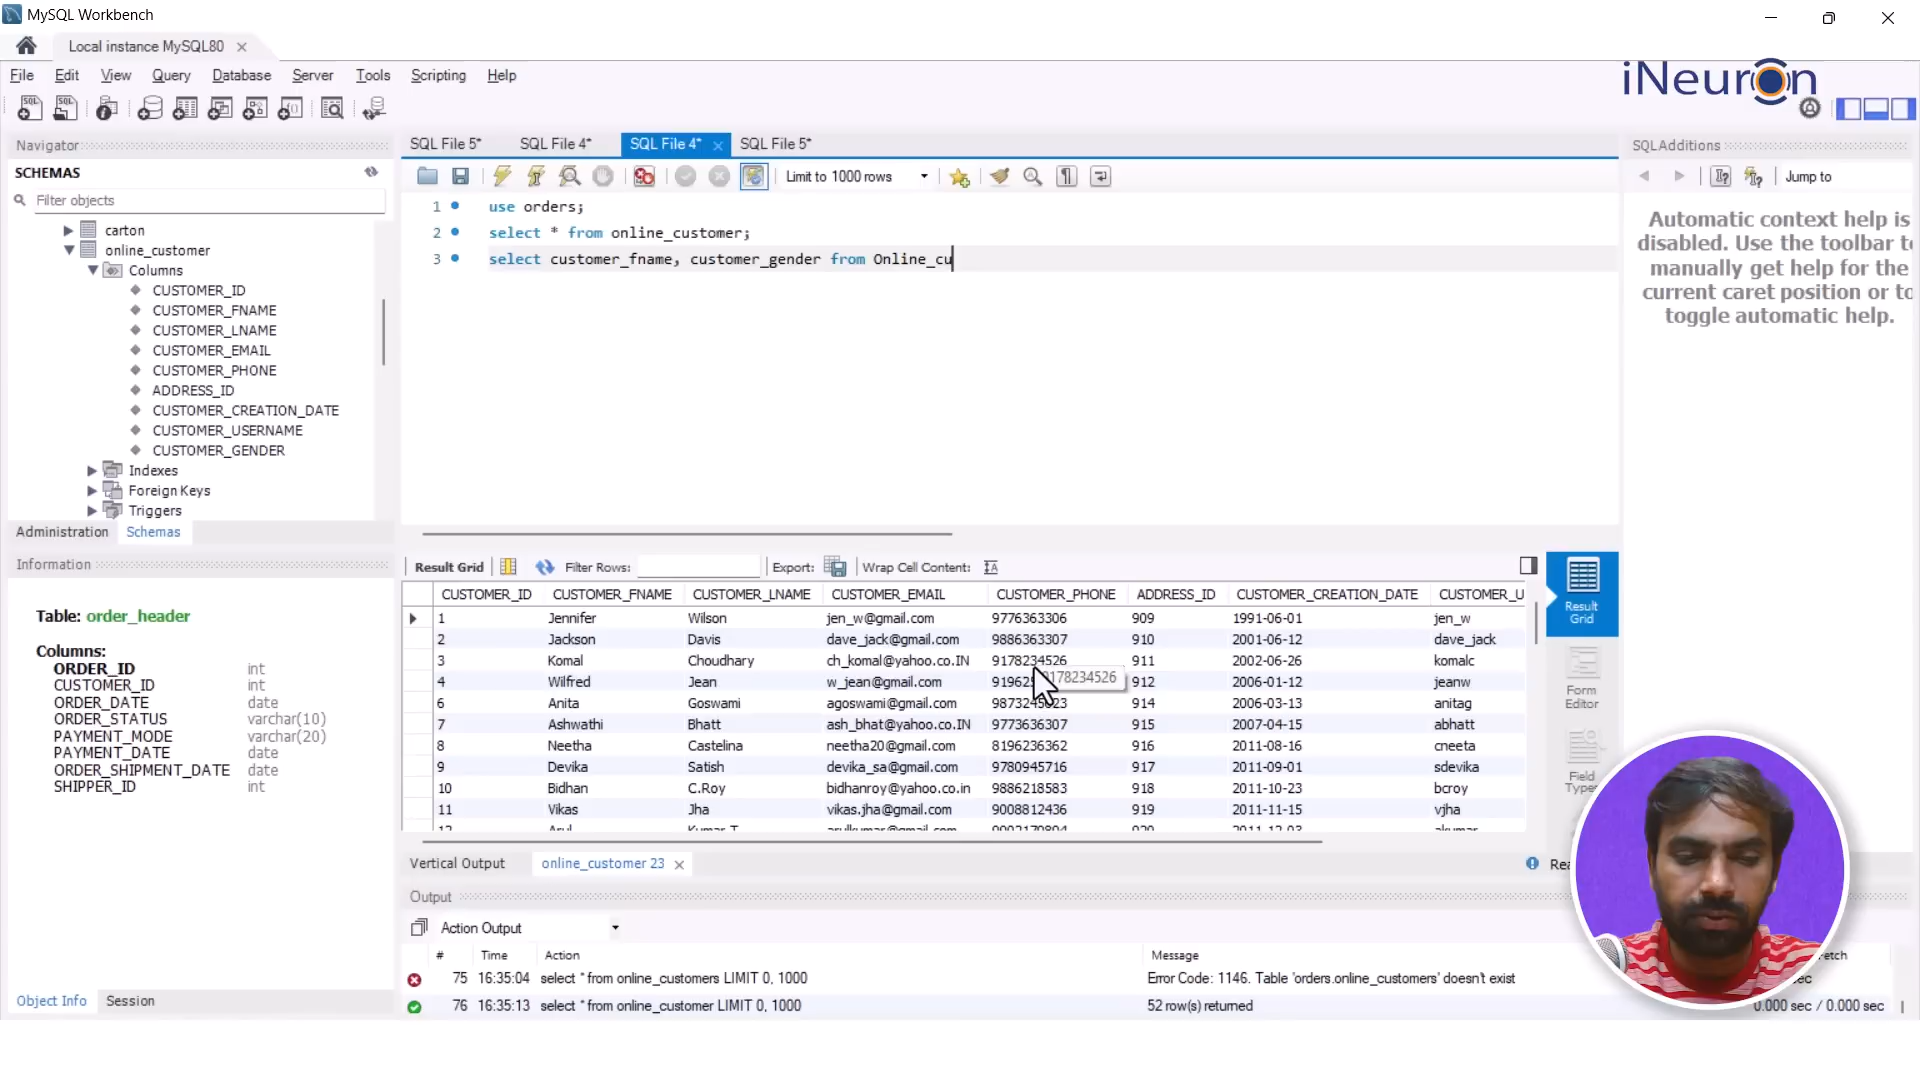 MySQL Workbench
Local instance MySQL80
File Edit View Query Database Server Tools Scripting Help
iNeuron
Navigator
SCHEMAS
Filter objects
carton
online_customer
Columns
CUSTOMER_ID
CUSTOMER_FNAME
CUSTOMER_LNAME
CUSTOMER_EMAIL
CUSTOMER_PHONE
ADDRESS_ID
CUSTOMER_CREATION_DATE
CUSTOMER_USERNAME
CUSTOMER_GENDER
Indexes
Foreign Keys
Triggers
Administration Schemas
Information
Table: order_header
Columns:
ORDER_ID int
CUSTOMER_ID int
ORDER_DATE date
ORDER_STATUS varchar(10)
PAYMENT_MODE varchar(20)
PAYMENT_DATE date
ORDER_SHIPMENT_DATE date
SHIPPER_ID int
Object Info Session
SQL File 5* SQL File 4* SQL File 4* SQL File 5*
Limit to 1000 rows
1 use orders;
2 select * from online_customer;
3 select customer_fname, customer_gender from Online_cu
Result Grid Filter Rows: Export: Wrap Cell Content:
CUSTOMER_ID CUSTOMER_FNAME CUSTOMER_LNAME CUSTOMER_EMAIL CUSTOMER_PHONE ADDRESS_ID CUSTOMER_CREATION_DATE CUSTOMER_U
1 Jennifer Wilson jen_w@gmail.com 9776363306 909 1991-06-01 jen_w
2 Jackson Davis dave_jack@gmail.com 9886363307 910 2001-06-12 dave_jack
3 Komal Choudhary ch_komal@yahoo.co.IN 9178234526 911 2002-06-26 komalc
4 Wilfred Jean w_jean@gmail.com 912 2006-01-12 jeanw
6 Anita Goswami agoswami@gmail.com 914 2006-03-13 anitag
7 Ashwathi Bhatt ash_bhat@yahoo.co.IN 9773636307 915 2007-04-15 abhatt
8 Neetha Castelina neetha20@gmail.com 8196236362 916 2011-08-16 cneeta
9 Devika Satish devika_sa@gmail.com 9780945716 917 2011-09-01 sdevika
10 Bidhan C.Roy bidhanroy@yahoo.co.in 9886218583 918 2011-10-23 bcroy
11 Vikas Jha vikas.jha@gmail.com 9008812436 919 2011-11-15 vjha
Result Grid
Form Editor
Field Types
Vertical Output online_customer 23
Output
Action Output
# Time Action Message
75 16:35:04 select * from online_customers LIMIT 0, 1000 Error Code: 1146. Table 'orders.online_customers' doesn't exist
76 16:35:13 select * from online_customer LIMIT 0, 1000 52 row(s) returned 0.000 sec / 0.000 sec
SQLAdditions
Jump to
Automatic context help is
disabled. Use the toolbar to
manually get help for the
current caret position or to
toggle automatic help.